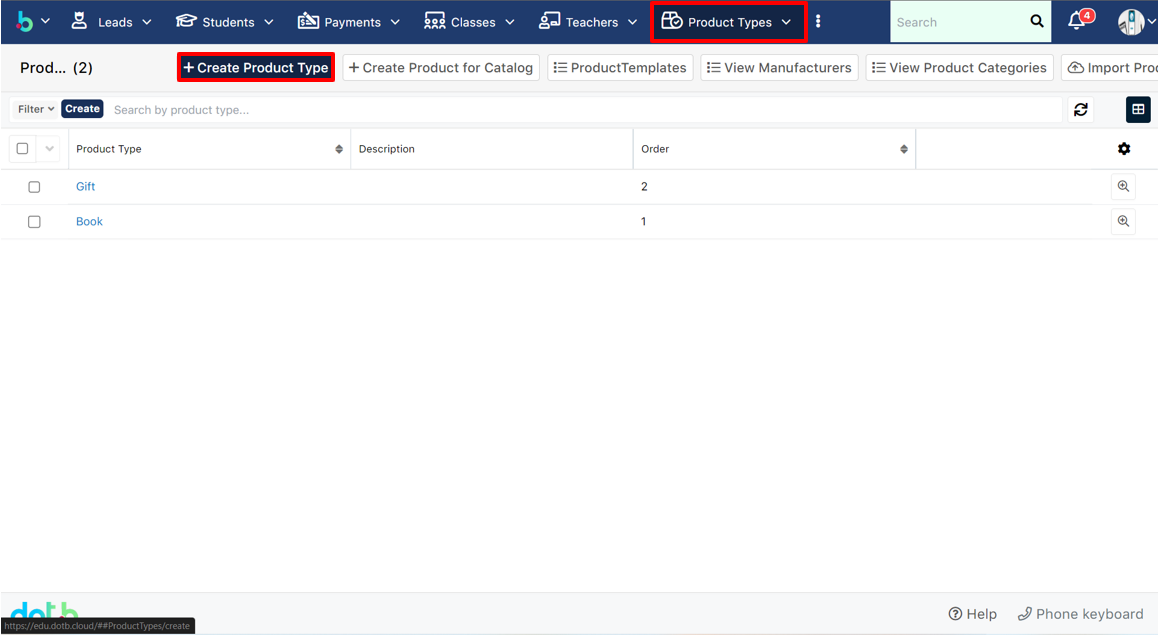 b Leads Students Payments Classes Teachers Product Types Search 4
Prod... (2) + Create Product Type + Create Product for Catalog ProductTemplates View Manufacturers View Product Categories Import Proc
Filter Create Search by product type...
Product Type Description Order
Gift 2
Book 1
dotb
Help Phone keyboard
https://edu.dotb.cloud/##ProductTypes/create